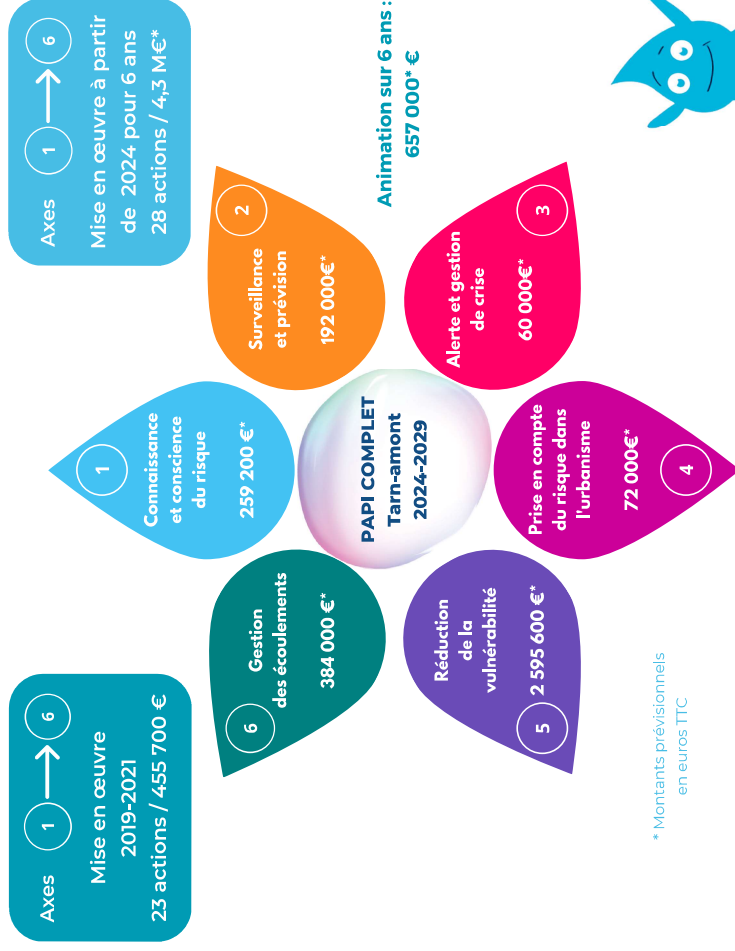 Axes 1 6
Mise en œuvre
2019-2021
23 actions / 455 700 €
Axes 1 6
Mise en œuvre à partir
de 2024 pour 6 ans
28 actions / 4,3 M€*
1
Connaissance
et conscience
du risque
259 200 €*
2
Surveillance
et prévision
192 000€*
3
Alerte et gestion
de crise
60 000€*
4
Prise en compte
du risque dans
l'urbanisme
72 000€*
5
Réduction
de la
vulnérabilité
2 595 600 €*
6
Gestion
des écoulements
384 000 €*
PAPI COMPLET
Tarn-amont
2024-2029
Animation sur 6 ans :
657 000* €
* Montants prévisionnels
en euros TTC